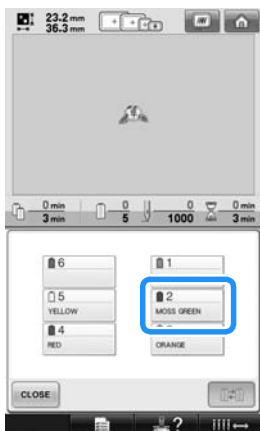 23.2 mm
36.3 mm
0 min
3 min
0
5
0
1000
0 min
3 min
6
1
5
YELLOW
2
MOSS GREEN
4
RED
ORANGE
CLOSE
?